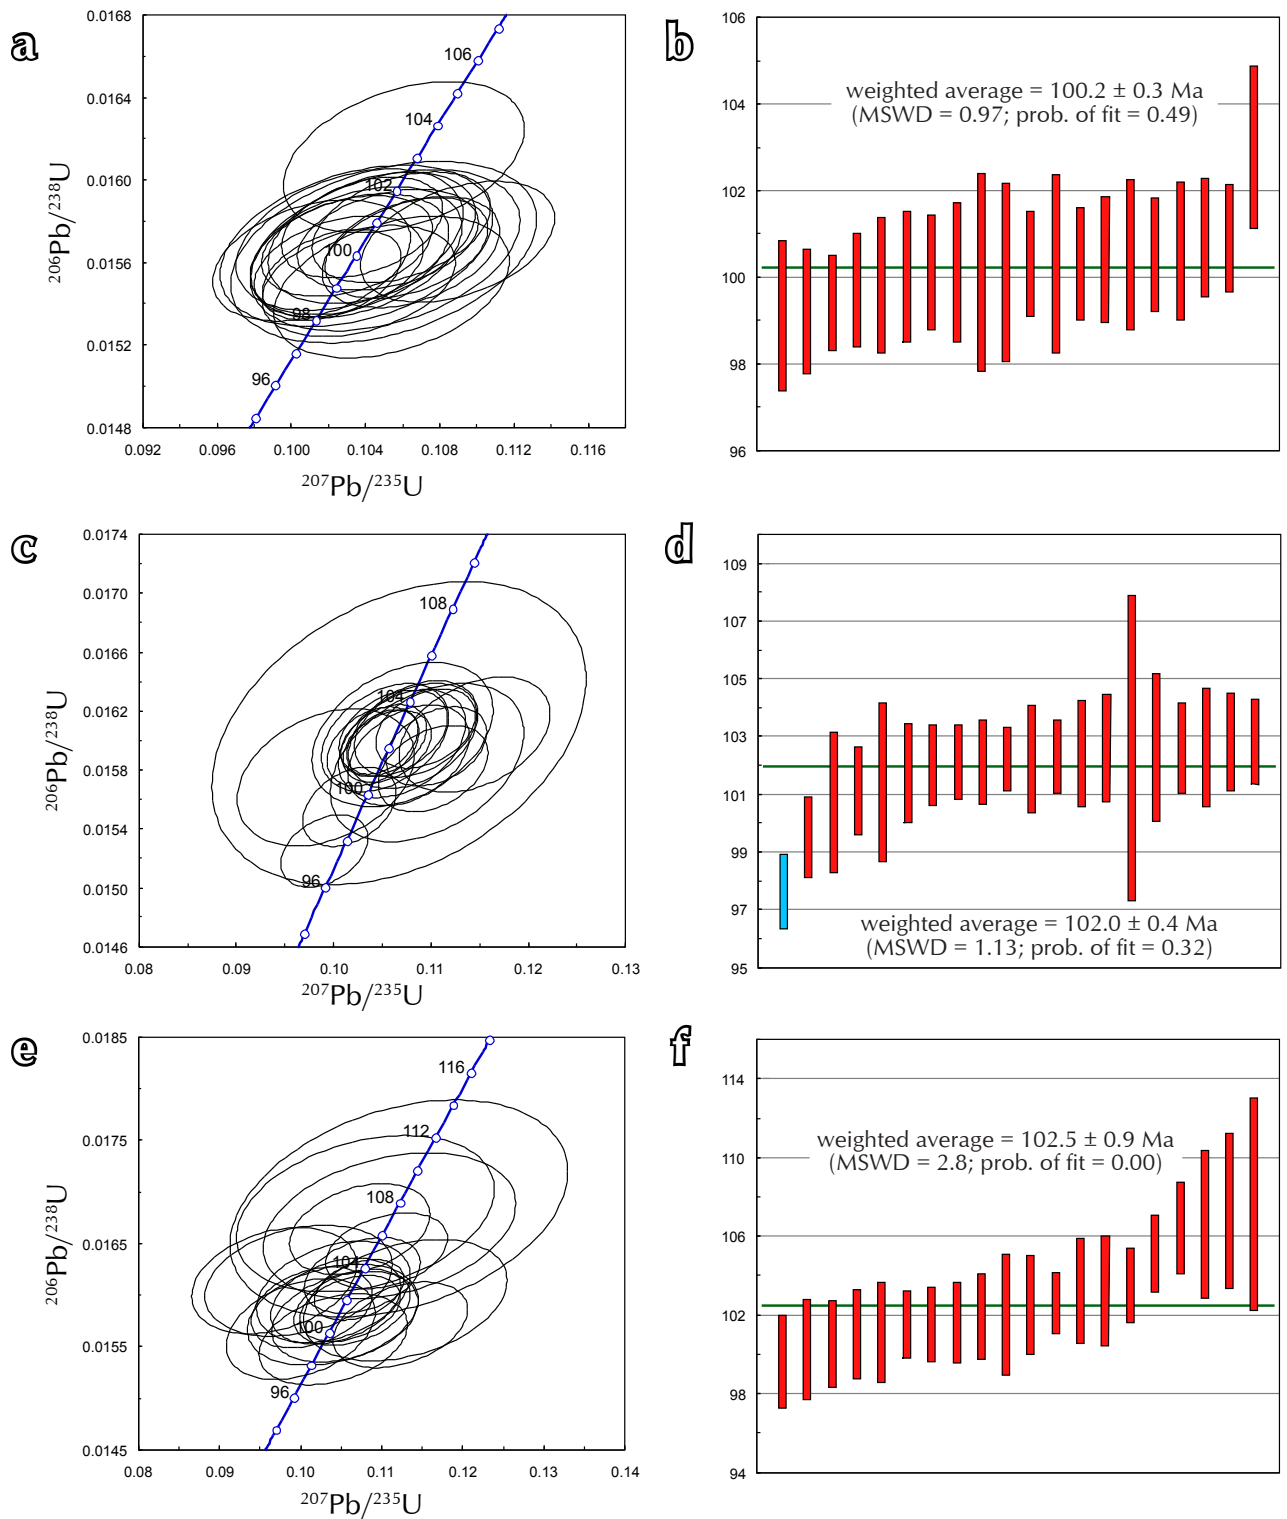 a
0.0168
0.0164
0.0160
0.0156
0.0152
0.0148
206Pb/238U
106
104
102
100
98
96
0.092 0.096 0.100 0.104 0.108 0.112 0.116
207Pb/235U
b
106
104
102
100
98
96
weighted average = 100.2 ± 0.3 Ma
(MSWD = 0.97; prob. of fit = 0.49)
c
0.0174
0.0170
0.0166
0.0162
0.0158
0.0154
0.0150
0.0146
206Pb/238U
108
104
100
96
0.08 0.09 0.10 0.11 0.12 0.13
207Pb/235U
d
109
107
105
103
101
99
97
95
weighted average = 102.0 ± 0.4 Ma
(MSWD = 1.13; prob. of fit = 0.32)
e
0.0185
0.0175
0.0165
0.0155
0.0145
206Pb/238U
116
112
108
104
100
96
0.08 0.09 0.10 0.11 0.12 0.13 0.14
207Pb/235U
f
114
110
106
102
98
94
weighted average = 102.5 ± 0.9 Ma
(MSWD = 2.8; prob. of fit = 0.00)